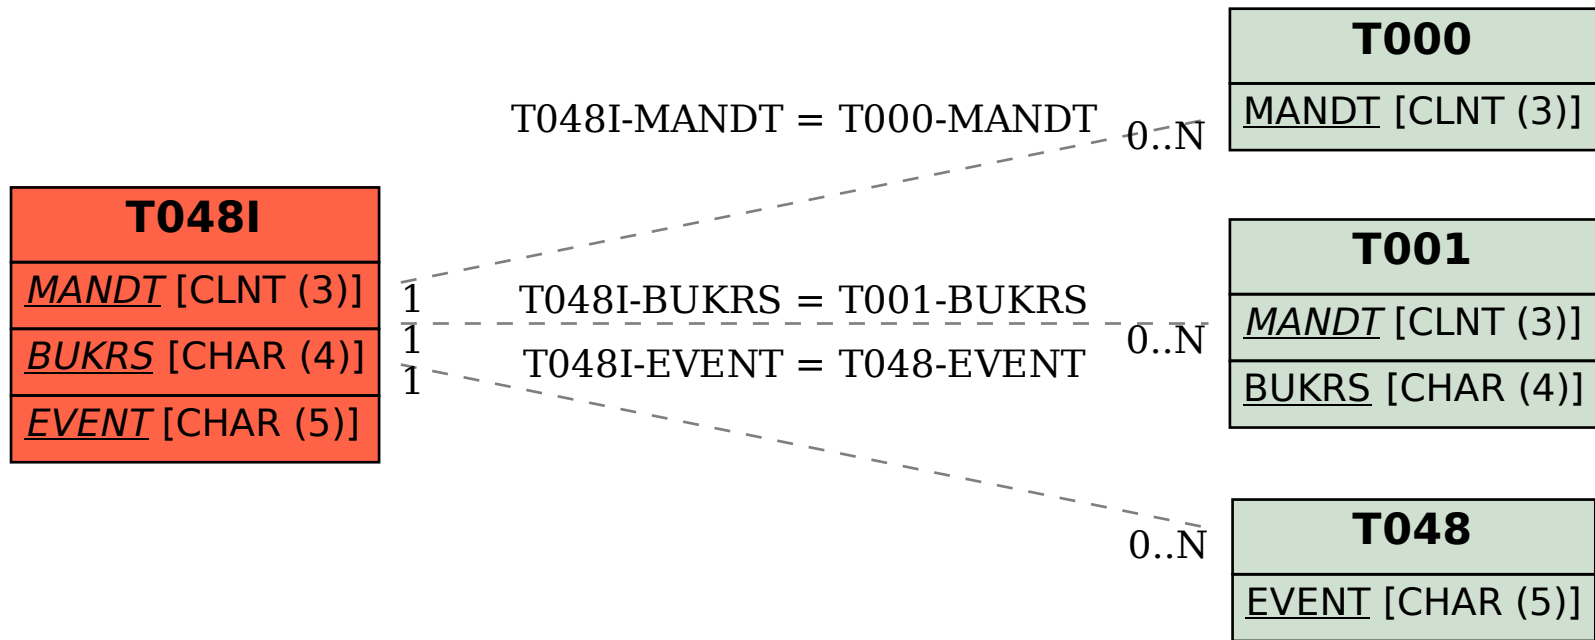 T000
MANDT [CLNT (3)]
T048I-MANDT = T000-MANDT
0..N
T048I
MANDT [CLNT (3)]
BUKRS [CHAR (4)]
EVENT [CHAR (5)]
1
T048I-BUKRS = T001-BUKRS
1
0..N
T048I-EVENT = T048-EVENT
1
T001
MANDT [CLNT (3)]
BUKRS [CHAR (4)]
0..N
T048
EVENT [CHAR (5)]